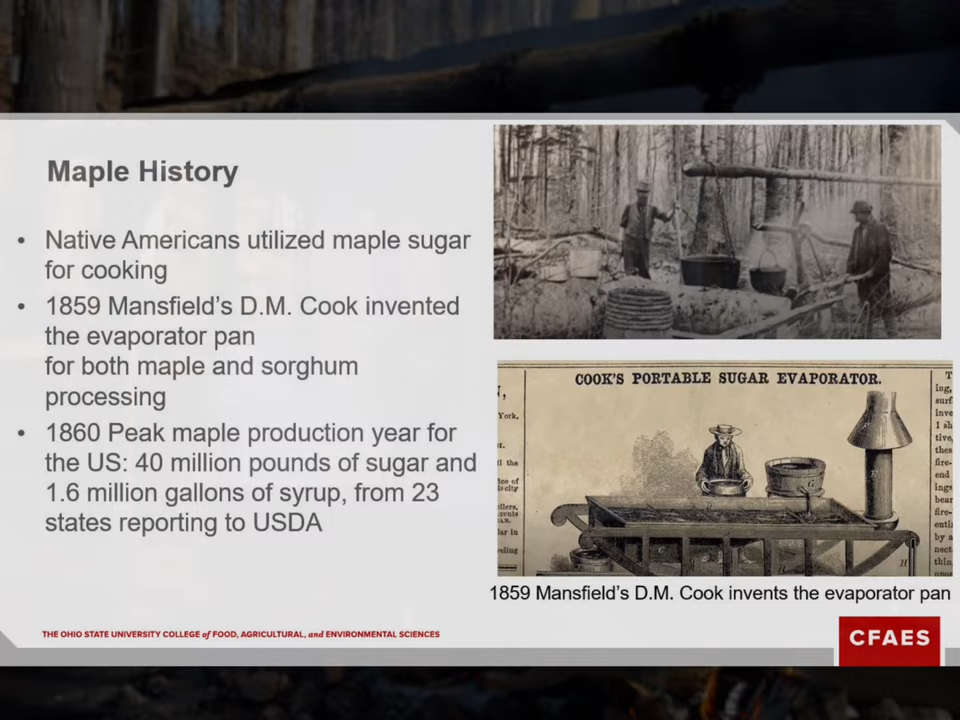 Maple History
• Native Americans utilized maple sugar
for cooking
• 1859 Mansfield's D.M. Cook invented
the evaporator pan
for both maple and sorghum
processing
• 1860 Peak maple production year for
the US: 40 million pounds of sugar and
1.6 million gallons of syrup, from 23
states reporting to USDA
COOK'S PORTABLE SUGAR EVAPORATOR.
York,
the
1859 Mansfield's D.M. Cook invents the evaporator pan
THE OHIO STATE UNIVERSITY COLLEGE of FOOD, AGRICULTURAL, and ENVIRONMENTAL SCIENCES
CFAES